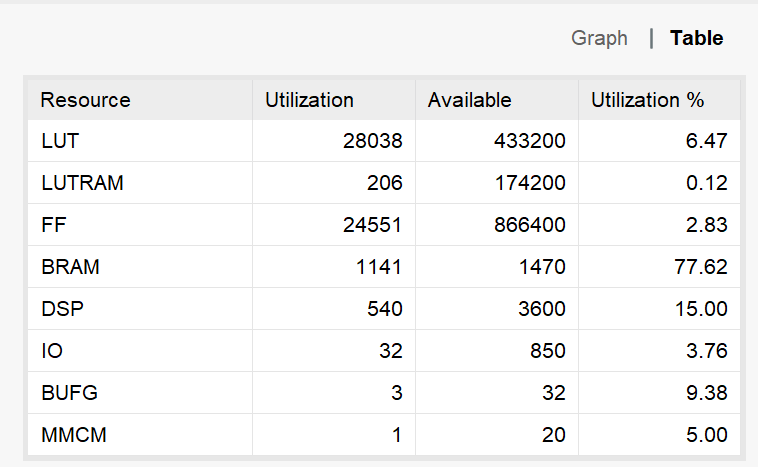 Graph | Table
Resource Utilization Available Utilization %
LUT 28038 433200 6.47
LUTRAM 206 174200 0.12
FF 24551 866400 2.83
BRAM 1141 1470 77.62
DSP 540 3600 15.00
IO 32 850 3.76
BUFG 3 32 9.38
MMCM 1 20 5.00